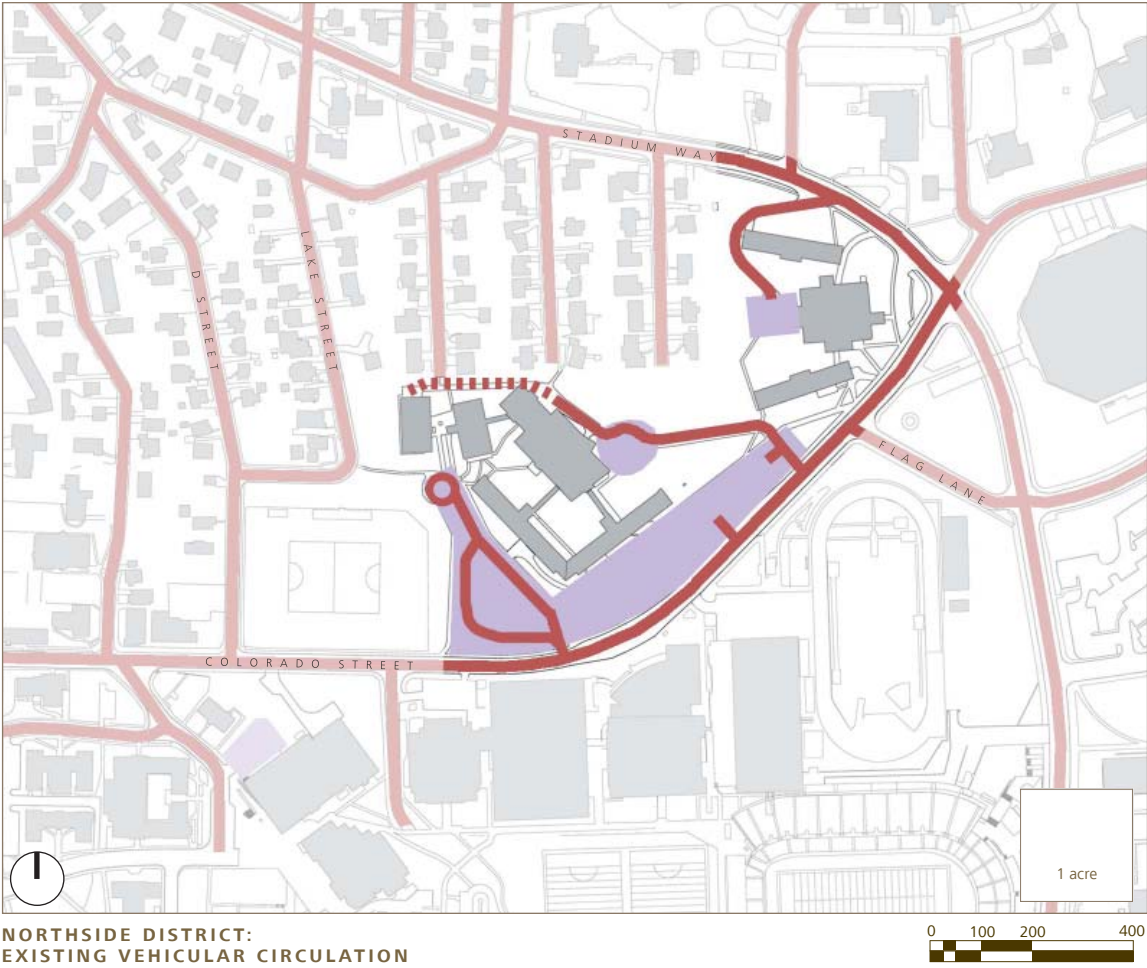 STADIUM WAY
LAKE STREET
D STREET
FLAG LANE
COLORADO STREET
1 acre
NORTHSIDE DISTRICT:
EXISTING VEHICULAR CIRCULATION
0 100 200 400